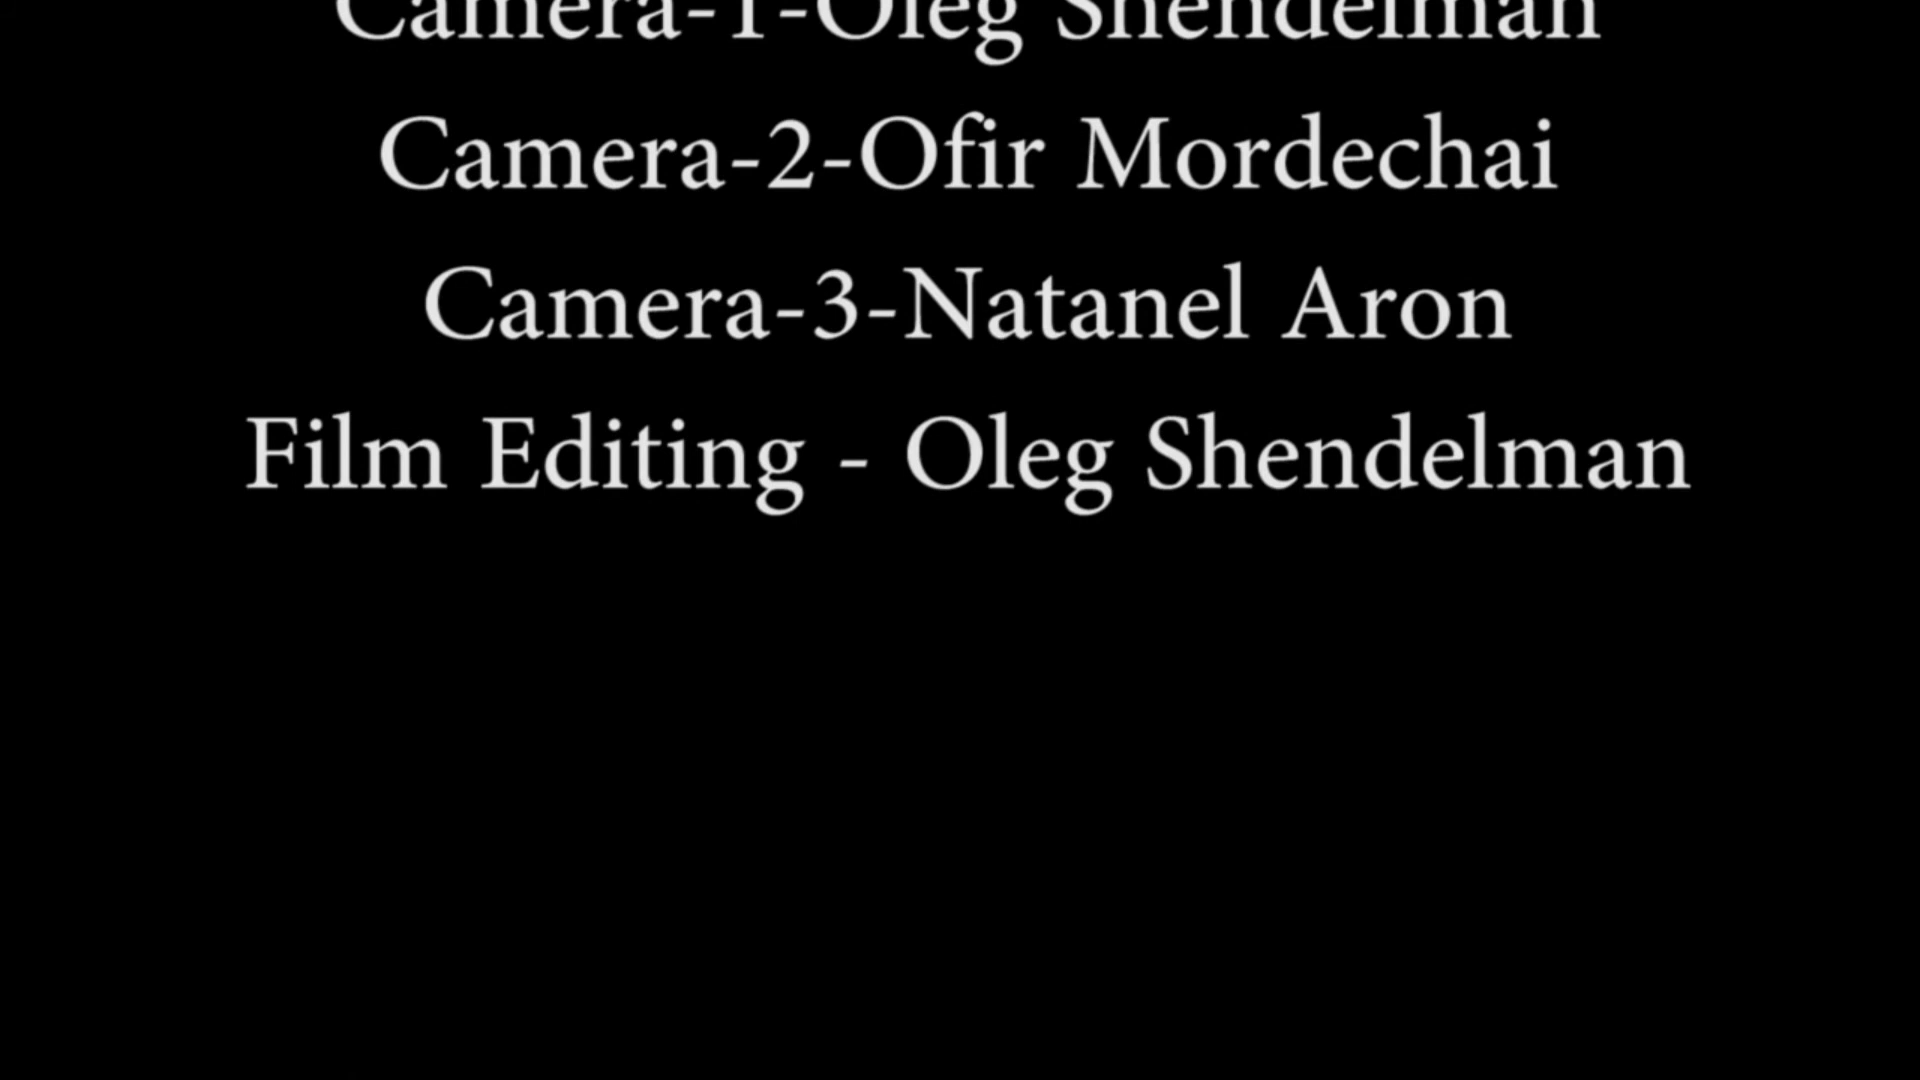 Camera-1-Oleg Shendelman
Camera-2-Ofir Mordechai
Camera-3-Natanel Aron
Film Editing - Oleg Shendelman